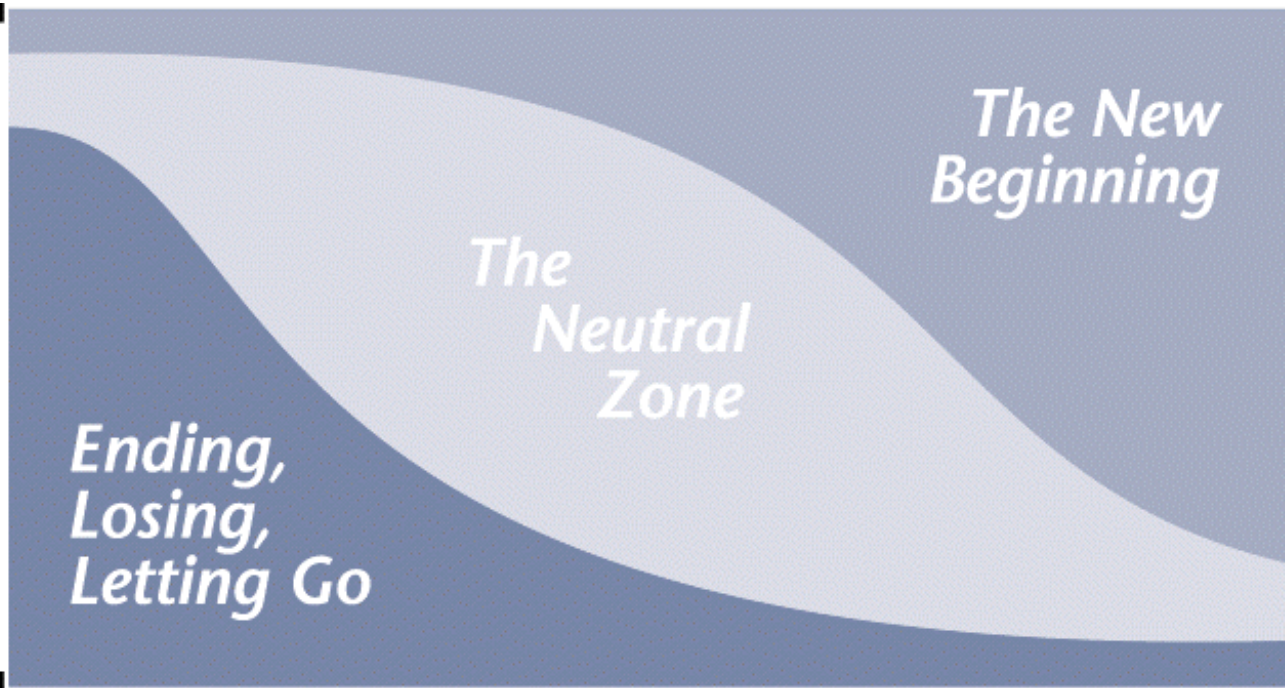 Ending,
Losing,
Letting Go
The
Neutral
Zone
The New
Beginning